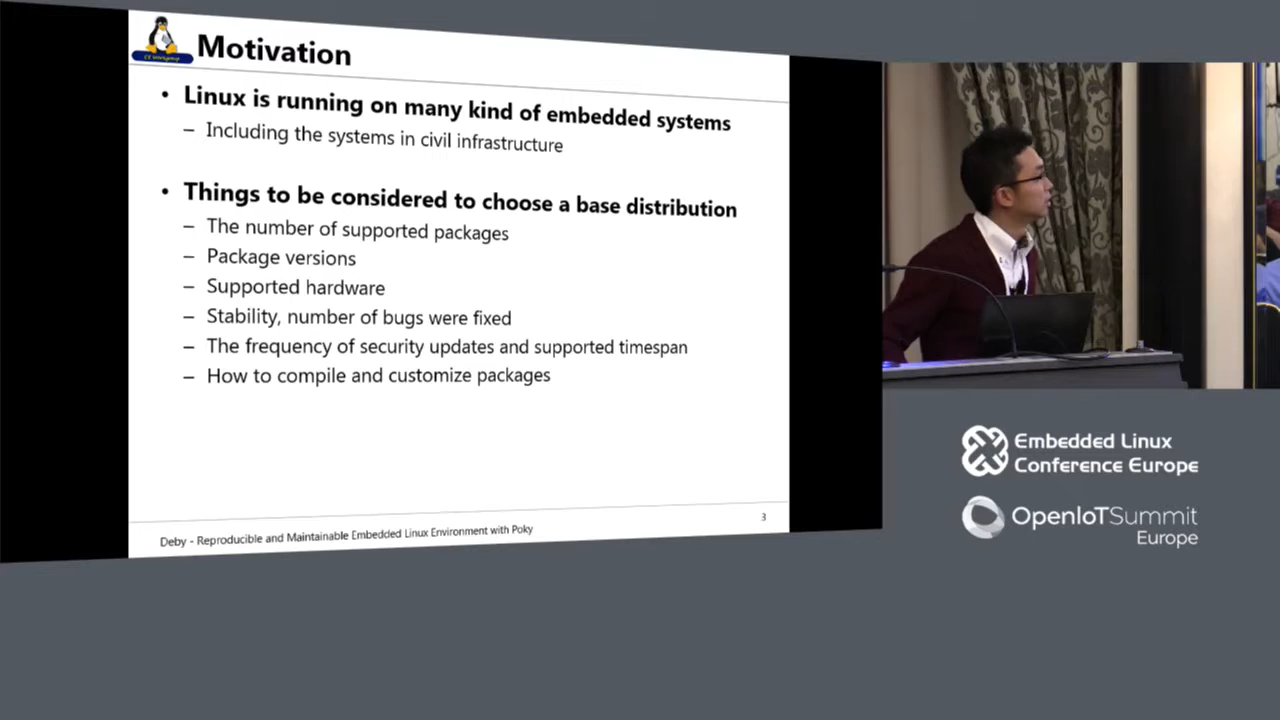 Motivation
• Linux is running on many kind of embedded systems
– Including the systems in civil infrastructure
• Things to be considered to choose a base distribution
– The number of supported packages
– Package versions
– Supported hardware
– Stability, number of bugs were fixed
– The frequency of security updates and supported timespan
– How to compile and customize packages
Deby - Reproducible and Maintainable Embedded Linux Environment with Poky
3
Embedded Linux
Conference Europe
OpenIoTSummit
Europe